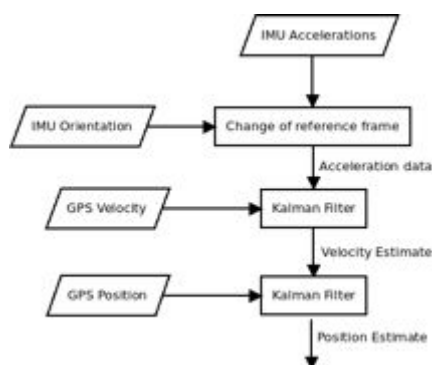 IMU Accelerations
IMU Orientation
Change of reference frame
Acceleration data
GPS Velocity
Kalman Filter
Velocity Estimate
GPS Position
Kalman Filter
Position Estimate